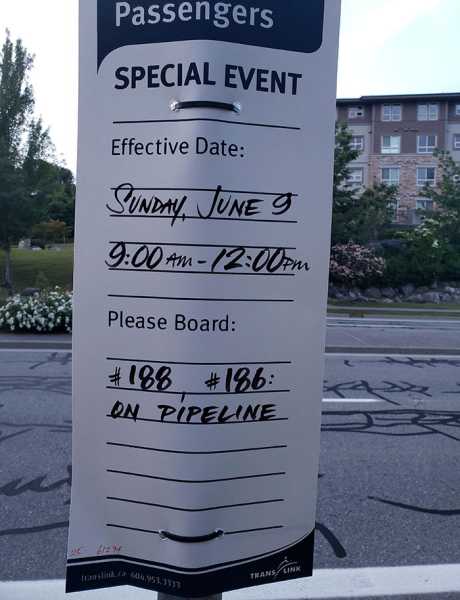 Passengers
SPECIAL EVENT
Effective Date:
SUNDAY, JUNE 9
9:00 AM - 12:00 PM
Please Board:
#188, #186:
ON PIPELINE
translink.ca 604.953.3333
TRANSLINK